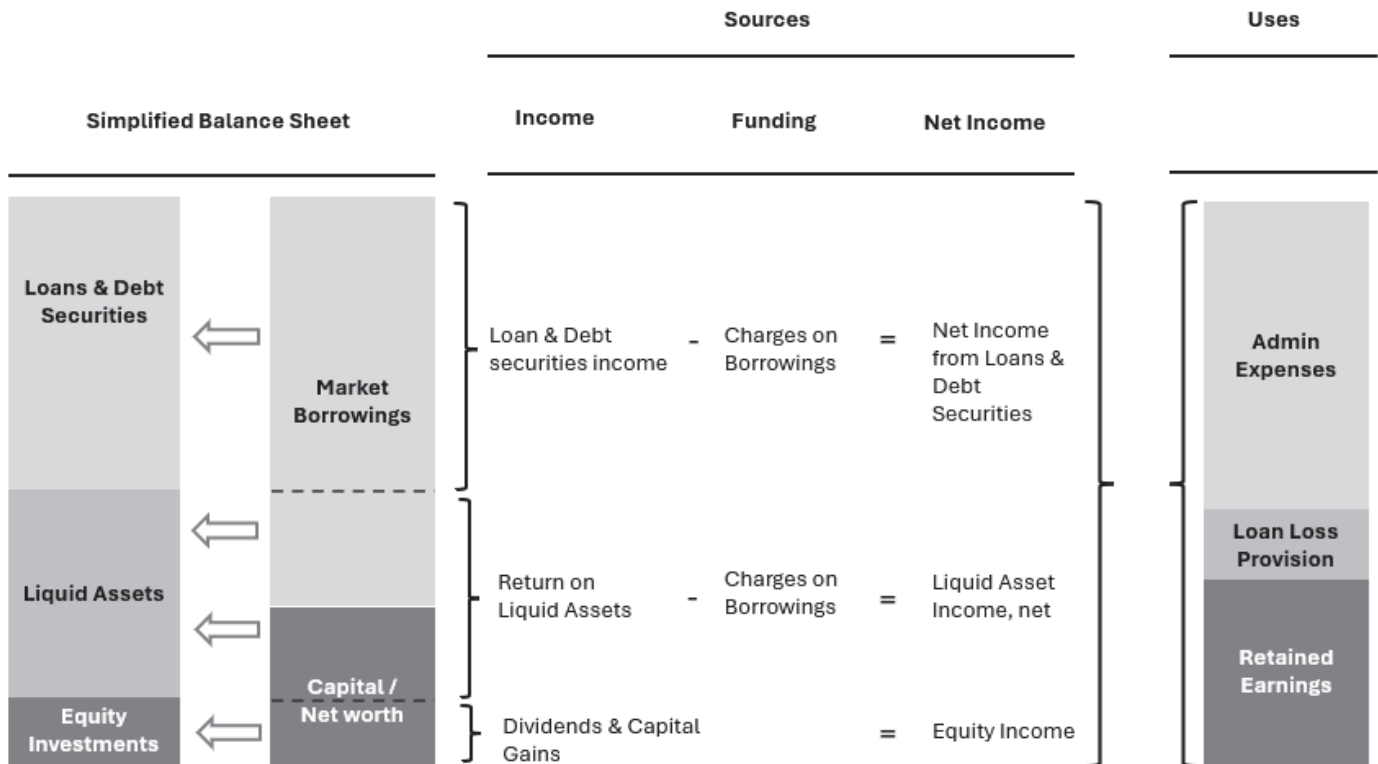 Sources
Uses
Simplified Balance Sheet
Income
Funding
Net Income
Loans & Debt
Securities
Market
Borrowings
Loan & Debt
securities income
-
Charges on
Borrowings
=
Net Income
from Loans &
Debt
Securities
Admin
Expenses
Liquid Assets
Return on
Liquid Assets
-
Charges on
Borrowings
=
Liquid Asset
Income, net
Loan Loss
Provision
Capital /
Net worth
Retained
Earnings
Equity
Investments
Dividends & Capital
Gains
=
Equity Income